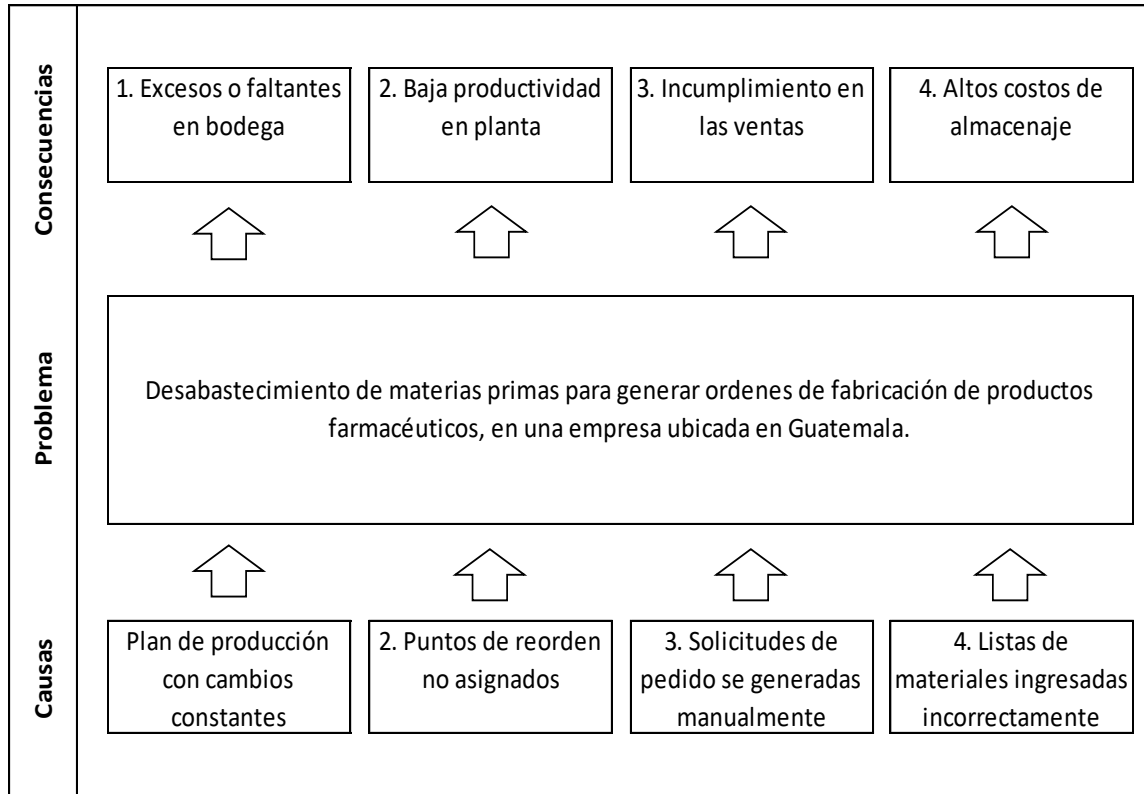 Consecuencias
1. Excesos o faltantes
en bodega
2. Baja productividad
en planta
3. Incumplimiento en
las ventas
4. Altos costos de
almacenaje
Problema
Desabastecimiento de materias primas para generar ordenes de fabricación de productos
farmacéuticos, en una empresa ubicada en Guatemala.
Causas
Plan de producción
con cambios
constantes
2. Puntos de reorden
no asignados
3. Solicitudes de
pedido se generadas
manualmente
4. Listas de
materiales ingresadas
incorrectamente